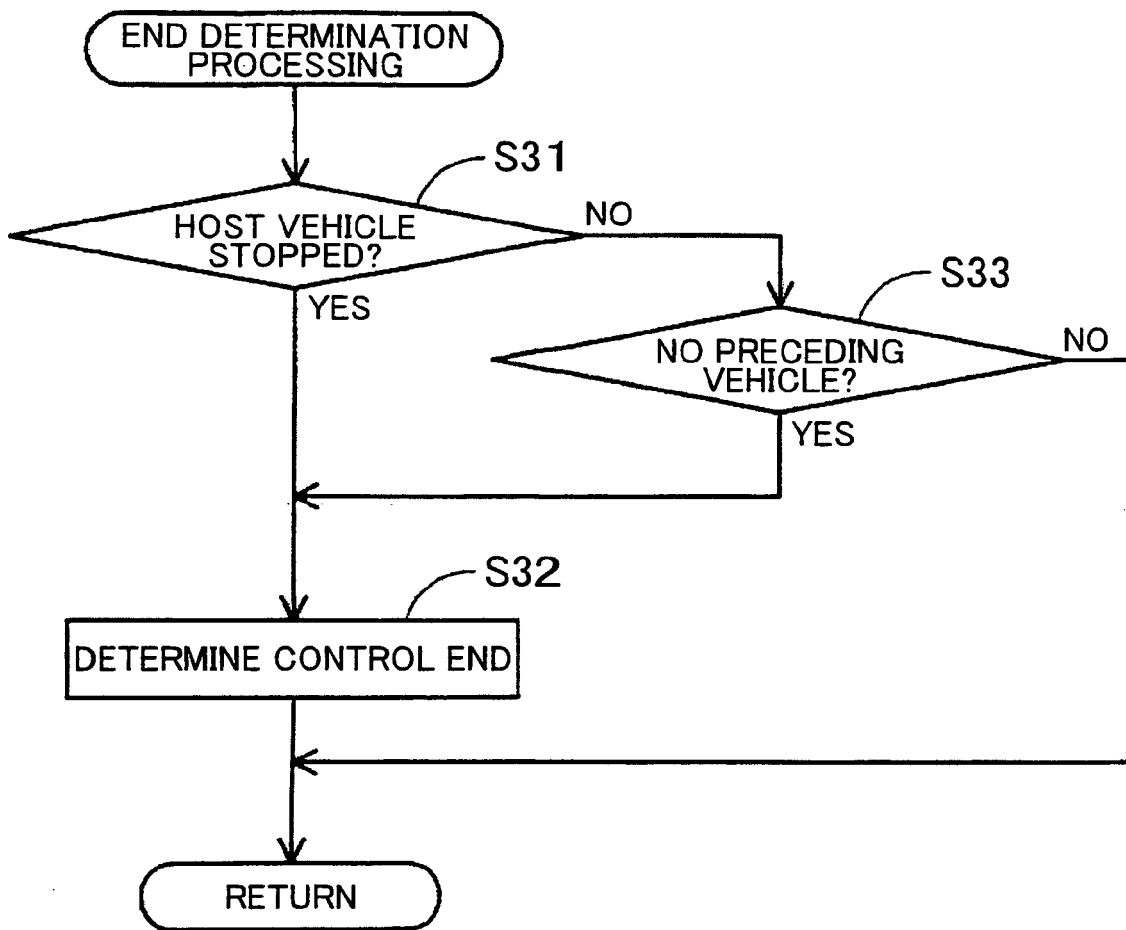 END DETERMINATION
PROCESSING
S31
HOST VEHICLE
STOPPED?
NO
YES
S33
NO PRECEDING
VEHICLE?
NO
YES
S32
DETERMINE CONTROL END
RETURN